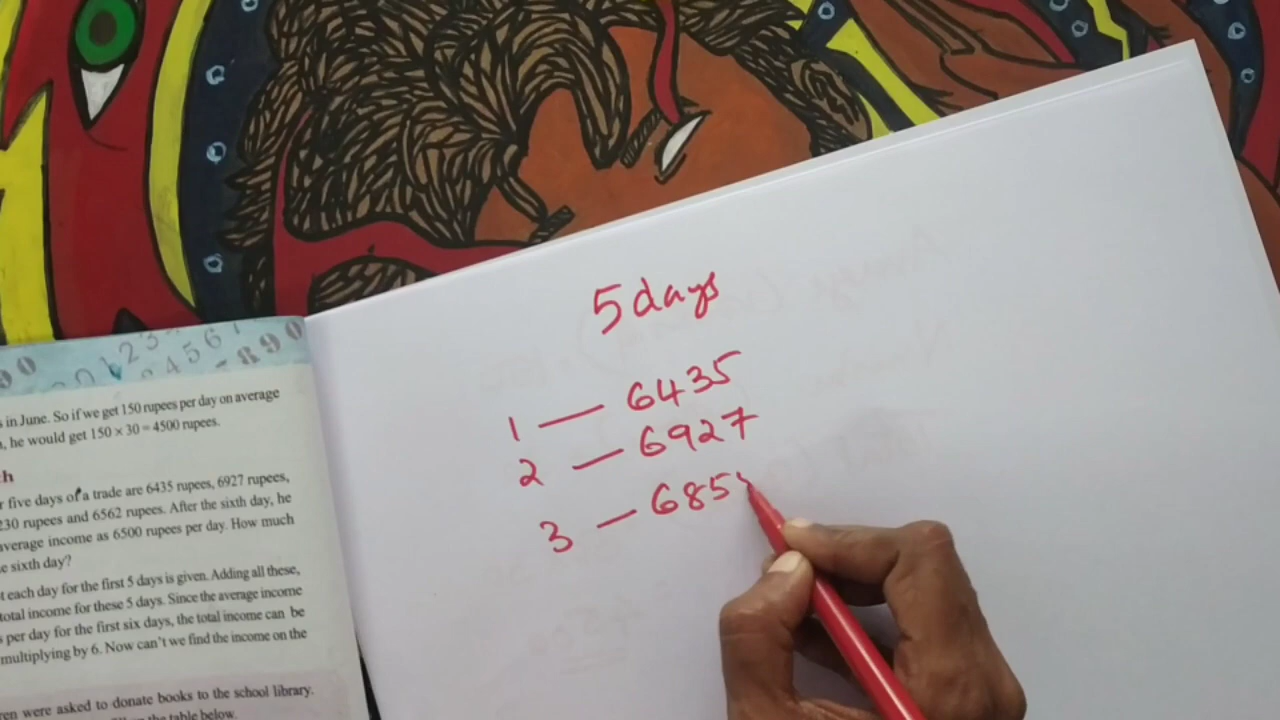 s in June. So if we get 150 rupees per day on average
he would get 150 × 30 = 4500 rupees.
five days of a trade are 6435 rupees, 6927 rupees,
230 rupees and 6562 rupees. After the sixth day, he
average income as 6500 rupees per day. How much
e sixth day?
t each day for the first 5 days is given. Adding all these,
total income for these 5 days. Since the average income
s per day for the first six days, the total income can be
multiplying by 6. Now can't we find the income on the
ren were asked to donate books to the school library.
the table below.
5 days
1 — 6435
2 — 6927
3 — 685